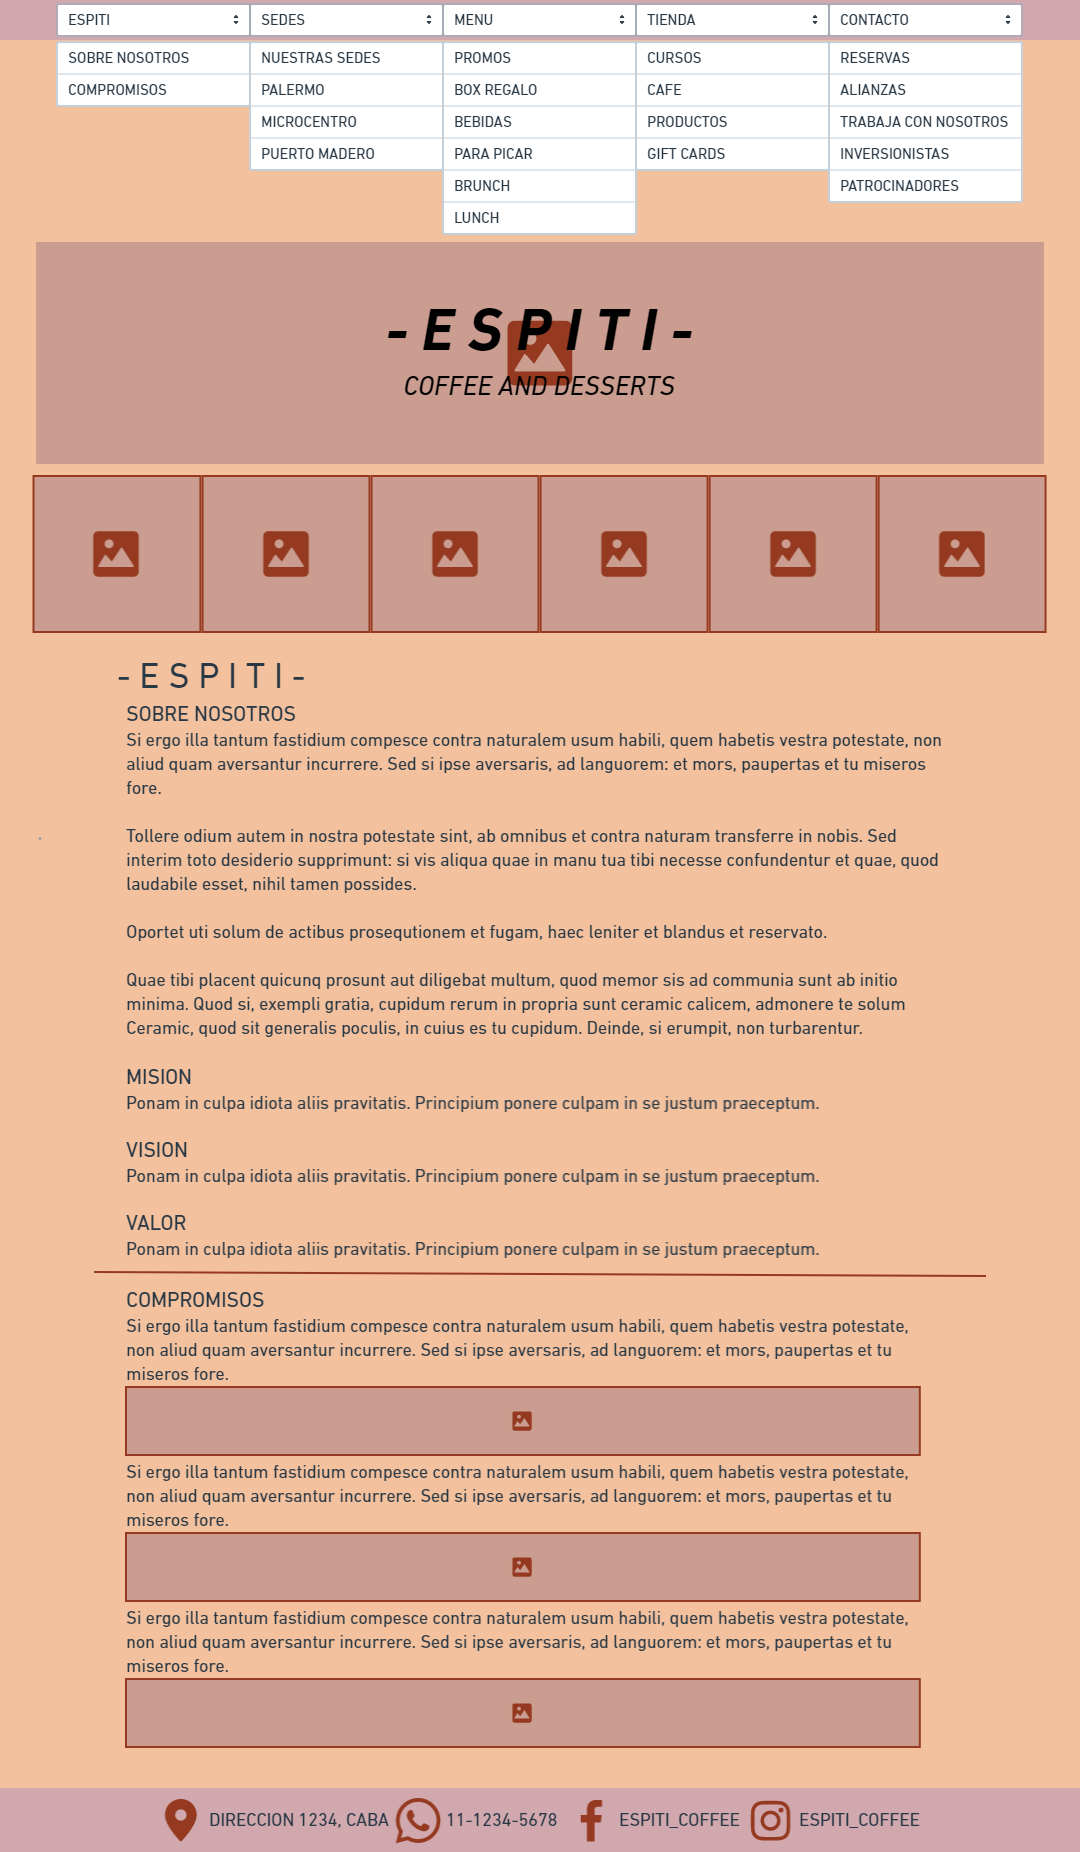 ESPITI
SEDES
MENU
TIENDA
CONTACTO
SOBRE NOSOTROS
COMPROMISOS
NUESTRAS SEDES
PALERMO
MICROCENTRO
PUERTO MADERO
PROMOS
BOX REGALO
BEBIDAS
PARA PICAR
BRUNCH
LUNCH
CURSOS
CAFE
PRODUCTOS
GIFT CARDS
RESERVAS
ALIANZAS
TRABAJA CON NOSOTROS
INVERSIONISTAS
PATROCINADORES
-ESPITI-
COFFEE AND DESSERTS
-ESPITI-
SOBRE NOSOTROS
Si ergo illa tantum fastidium compesce contra naturalem usum habili, quem habetis vestra potestate, non
aliud quam aversantur incurrere. Sed si ipse aversaris, ad languorem: et mors, paupertas et tu miseros
fore.
Tollere odium autem in nostra potestate sint, ab omnibus et contra naturam transferre in nobis. Sed
interim toto desiderio supprimunt: si vis aliqua quae in manu tua tibi necesse confundentur et quae, quod
laudabile esset, nihil tamen possides.
Oportet uti solum de actibus prosequtionem et fugam, haec leniter et blandus et reservato.
Quae tibi placent quicunq prosunt aut diligebat multum, quod memor sis ad communia sunt ab initio
minima. Quod si, exempli gratia, cupidum rerum in propria sunt ceramic calicem, admonere te solum
Ceramic, quod sit generalis poculis, in cuius es tu cupidum. Deinde, si erumpit, non turbarentur.
MISION
Ponam in culpa idiota aliis pravitatis. Principium ponere culpam in se justum praeceptum.
VISION
Ponam in culpa idiota aliis pravitatis. Principium ponere culpam in se justum praeceptum.
VALOR
Ponam in culpa idiota aliis pravitatis. Principium ponere culpam in se justum praeceptum.
COMPROMISOS
Si ergo illa tantum fastidium compesce contra naturalem usum habili, quem habetis vestra potestate,
non aliud quam aversantur incurrere. Sed si ipse aversaris, ad languorem: et mors, paupertas et tu
miseros fore.
Si ergo illa tantum fastidium compesce contra naturalem usum habili, quem habetis vestra potestate,
non aliud quam aversantur incurrere. Sed si ipse aversaris, ad languorem: et mors, paupertas et tu
miseros fore.
Si ergo illa tantum fastidium compesce contra naturalem usum habili, quem habetis vestra potestate,
non aliud quam aversantur incurrere. Sed si ipse aversaris, ad languorem: et mors, paupertas et tu
miseros fore.
DIRECCION 1234, CABA 11-1234-5678 ESPITI_COFFEE ESPITI_COFFEE